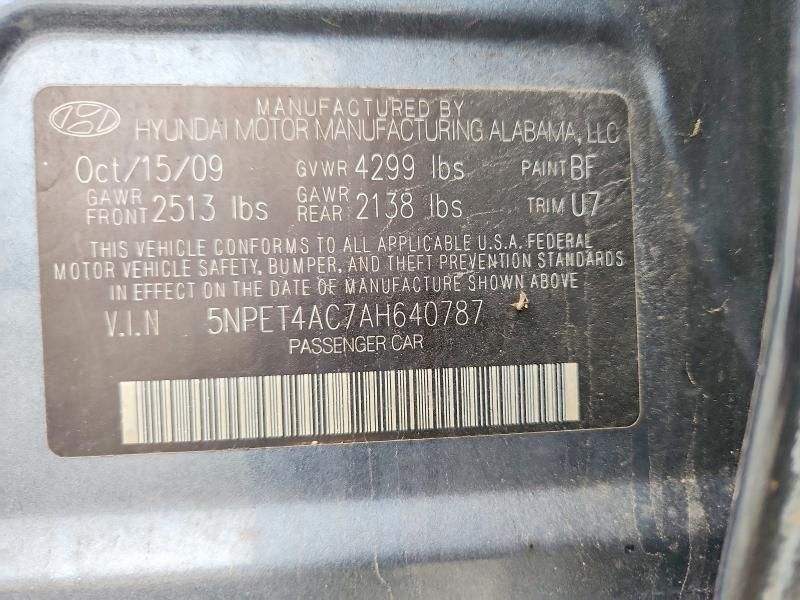 MANUFACTURED BY
HYUNDAI MOTOR MANUFACTURING ALABAMA, LLC
Oct/15/09 GVWR 4299 lbs PAINT BF
GAWR FRONT 2513 lbs GAWR REAR 2138 lbs TRIM U7
THIS VEHICLE CONFORMS TO ALL APPLICABLE U.S.A. FEDERAL
MOTOR VEHICLE SAFETY, BUMPER, AND THEFT PREVENTION STANDARDS
IN EFFECT ON THE DATE OF MANUFACTURE SHOWN ABOVE
V.I.N 5NPET4AC7AH640787
PASSENGER CAR